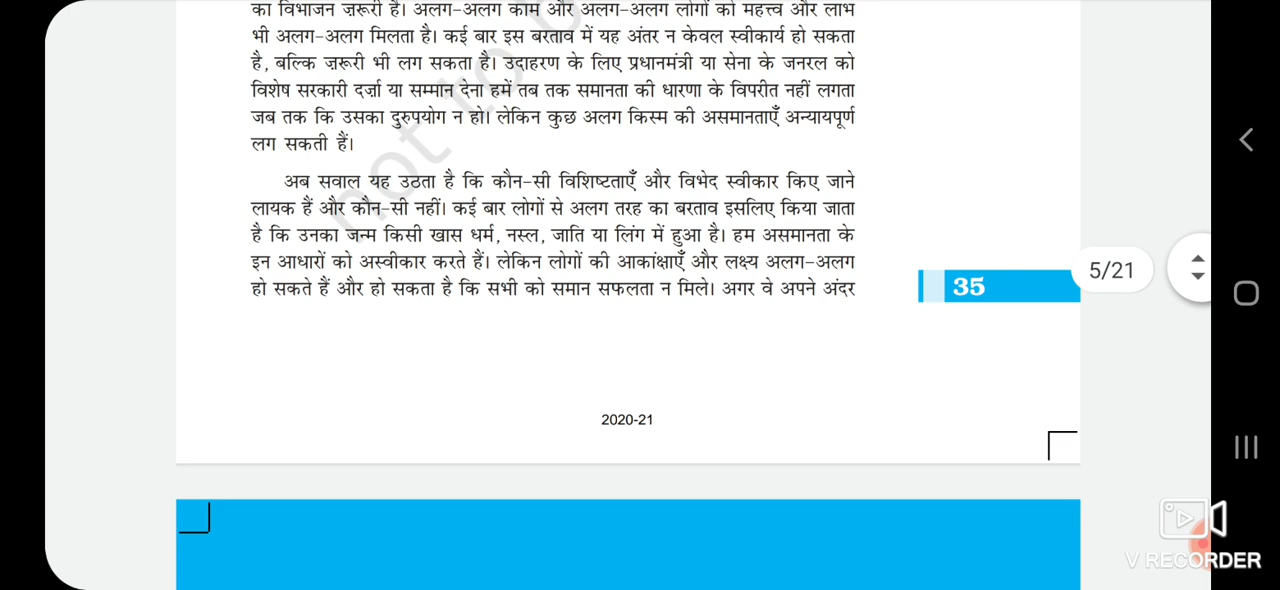 का विभाजन ज़रूरी है। अलग-अलग काम और अलग-अलग लोगों को महत्त्व और लाभ
भी अलग-अलग मिलता है। कई बार इस बरताव में यह अंतर न केवल स्वीकार्य हो सकता
है, बल्कि ज़रूरी भी लग सकता है। उदाहरण के लिए प्रधानमंत्री या सेना के जनरल को
विशेष सरकारी दर्ज़ा या सम्मान देना हमें तब तक समानता की धारणा के विपरीत नहीं लगता
जब तक कि उसका दुरुपयोग न हो। लेकिन कुछ अलग किस्म की असमानताएँ अन्यायपूर्ण
लग सकती हैं।
अब सवाल यह उठता है कि कौन-सी विशिष्टताएँ और विभेद स्वीकार किए जाने
लायक हैं और कौन-सी नहीं। कई बार लोगों से अलग तरह का बरताव इसलिए किया जाता
है कि उनका जन्म किसी खास धर्म, नस्ल, जाति या लिंग में हुआ है। हम असमानता के
इन आधारों को अस्वीकार करते हैं। लेकिन लोगों की आकांक्षाएँ और लक्ष्य अलग-अलग
हो सकते हैं और हो सकता है कि सभी को समान सफलता न मिले। अगर वे अपने अंदर
35
5/21
2020-21
not to b
V RECORDER